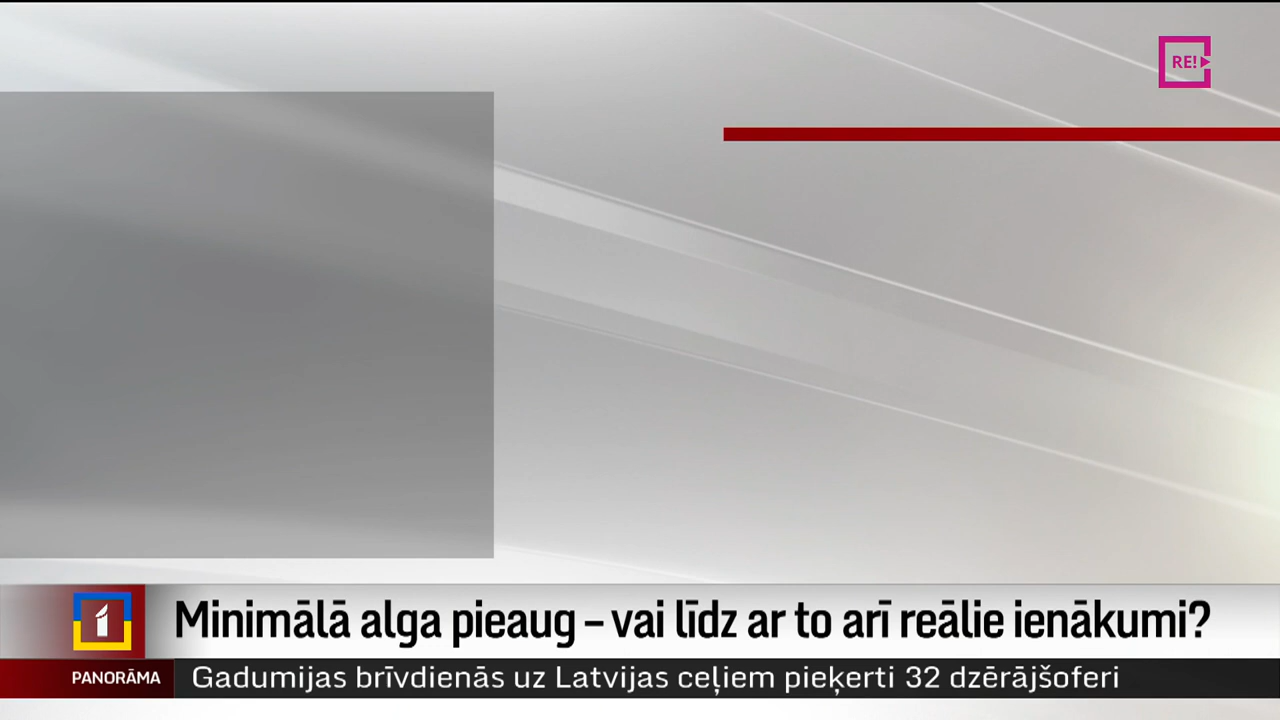 RE!
1
Minimālā alga pieaug – vai līdz ar to arī reālie ienākumi?
PANORĀMA
Gadumijas brīvdienās uz Latvijas ceļiem pieķerti 32 dzērājšoferi